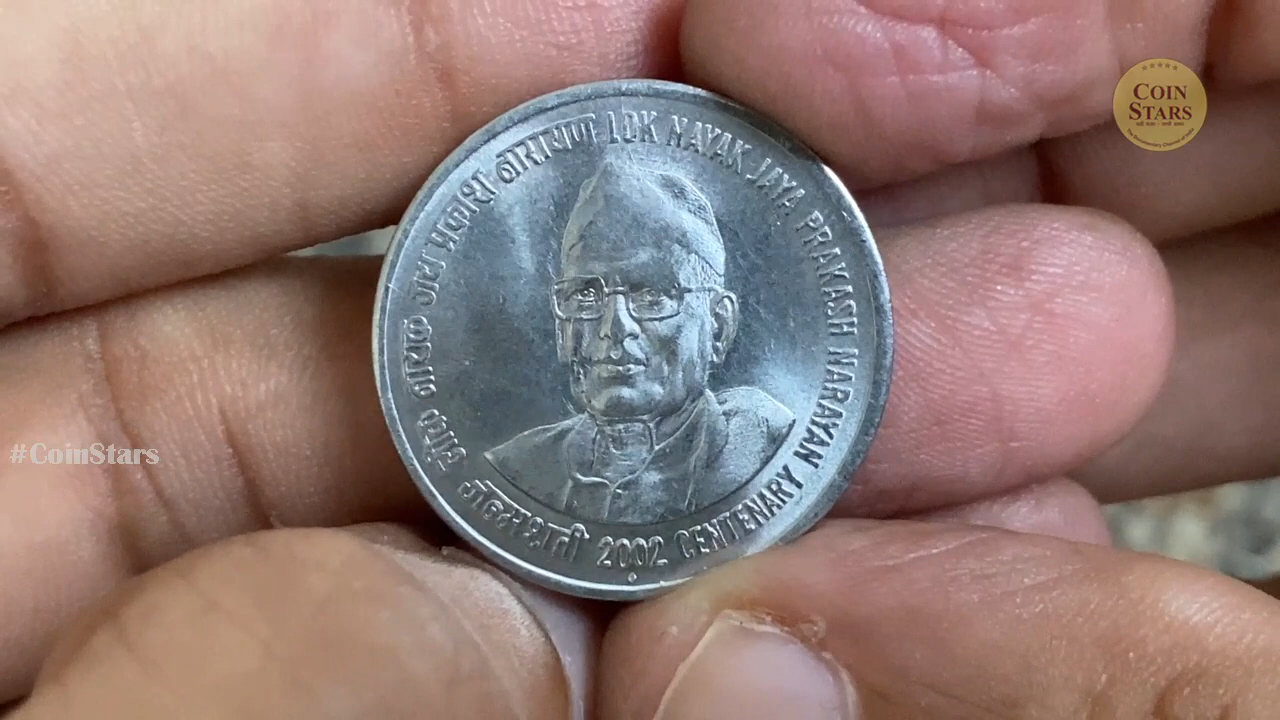 लोक नायक जय प्रकाश नारायण LOK NAYAK JAYA PRAKASH NARAYAN
जन्मशती 2002 CENTENARY
COIN
STARS
#CoinStars